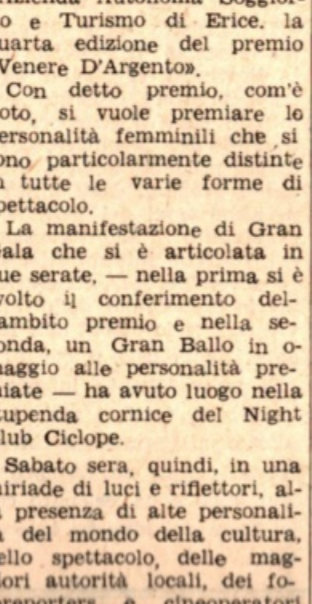 o e Turismo di Erice. la
uarta edizione del premio
Venere D'Argento».
Con detto premio, com'è
oto, si vuole premiare le
ersonalità femminili che si
ono particolarmente distinte
n tutte le varie forme di
pettacolo.
La manifestazione di Gran
ala che si è articolata in
ue serate, — nella prima si è
volto il conferimento del-
ambito premio e nella se-
onda, un Gran Ballo in o-
maggio alle personalità pre-
iate — ha avuto luogo nella
tupenda cornice del Night
lub Ciclope.
Sabato sera, quindi, in una
iriade di luci e riflettori, al-
a presenza di alte personali-
à del mondo della cultura,
ello spettacolo, delle mag-
iori autorità locali, dei fo-
reporters e cineoperatori